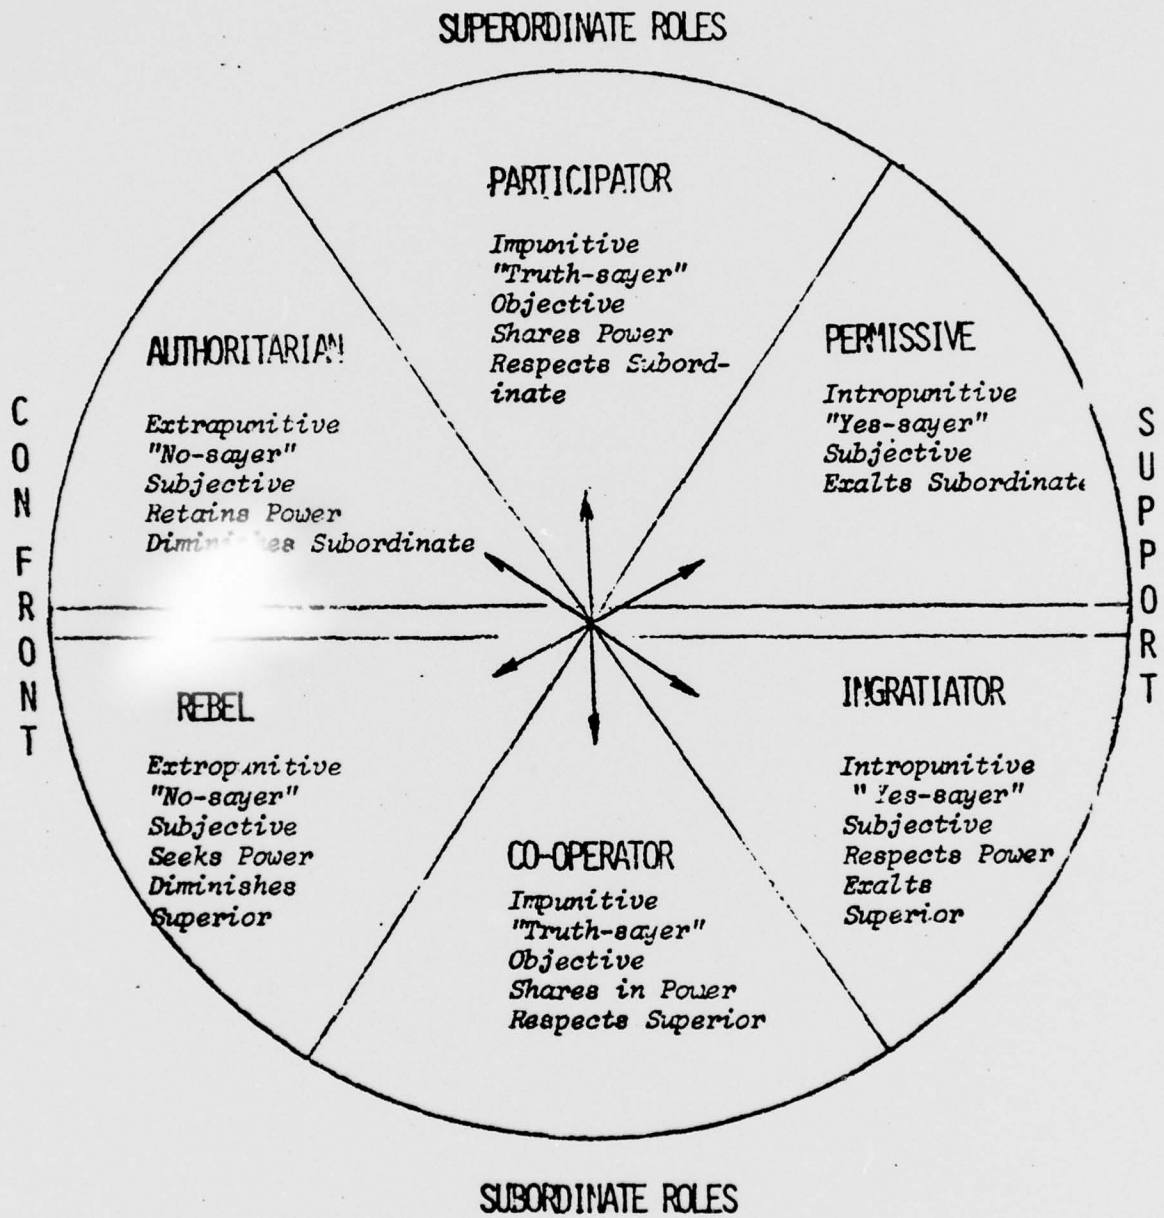 SUPERORDINATE ROLES
PARTICIPATOR
Impunitive
"Truth-sayer"
Objective
Shares Power
Respects Subord-
inate
AUTHORITARIAN
Extrapunitive
"No-sayer"
Subjective
Retains Power
Diminishes Subordinate
PERMISSIVE
Intropunitive
"Yes-sayer"
Subjective
Exalts Subordinate
CONFRONT
SUPPORT
REBEL
Extropunitive
"No-sayer"
Subjective
Seeks Power
Diminishes
Superior
CO-OPERATOR
Impunitive
"Truth-sayer"
Objective
Shares in Power
Respects Superior
INGRATIATOR
Intropunitive
"Yes-sayer"
Subjective
Respects Power
Exalts
Superior
SUBORDINATE ROLES